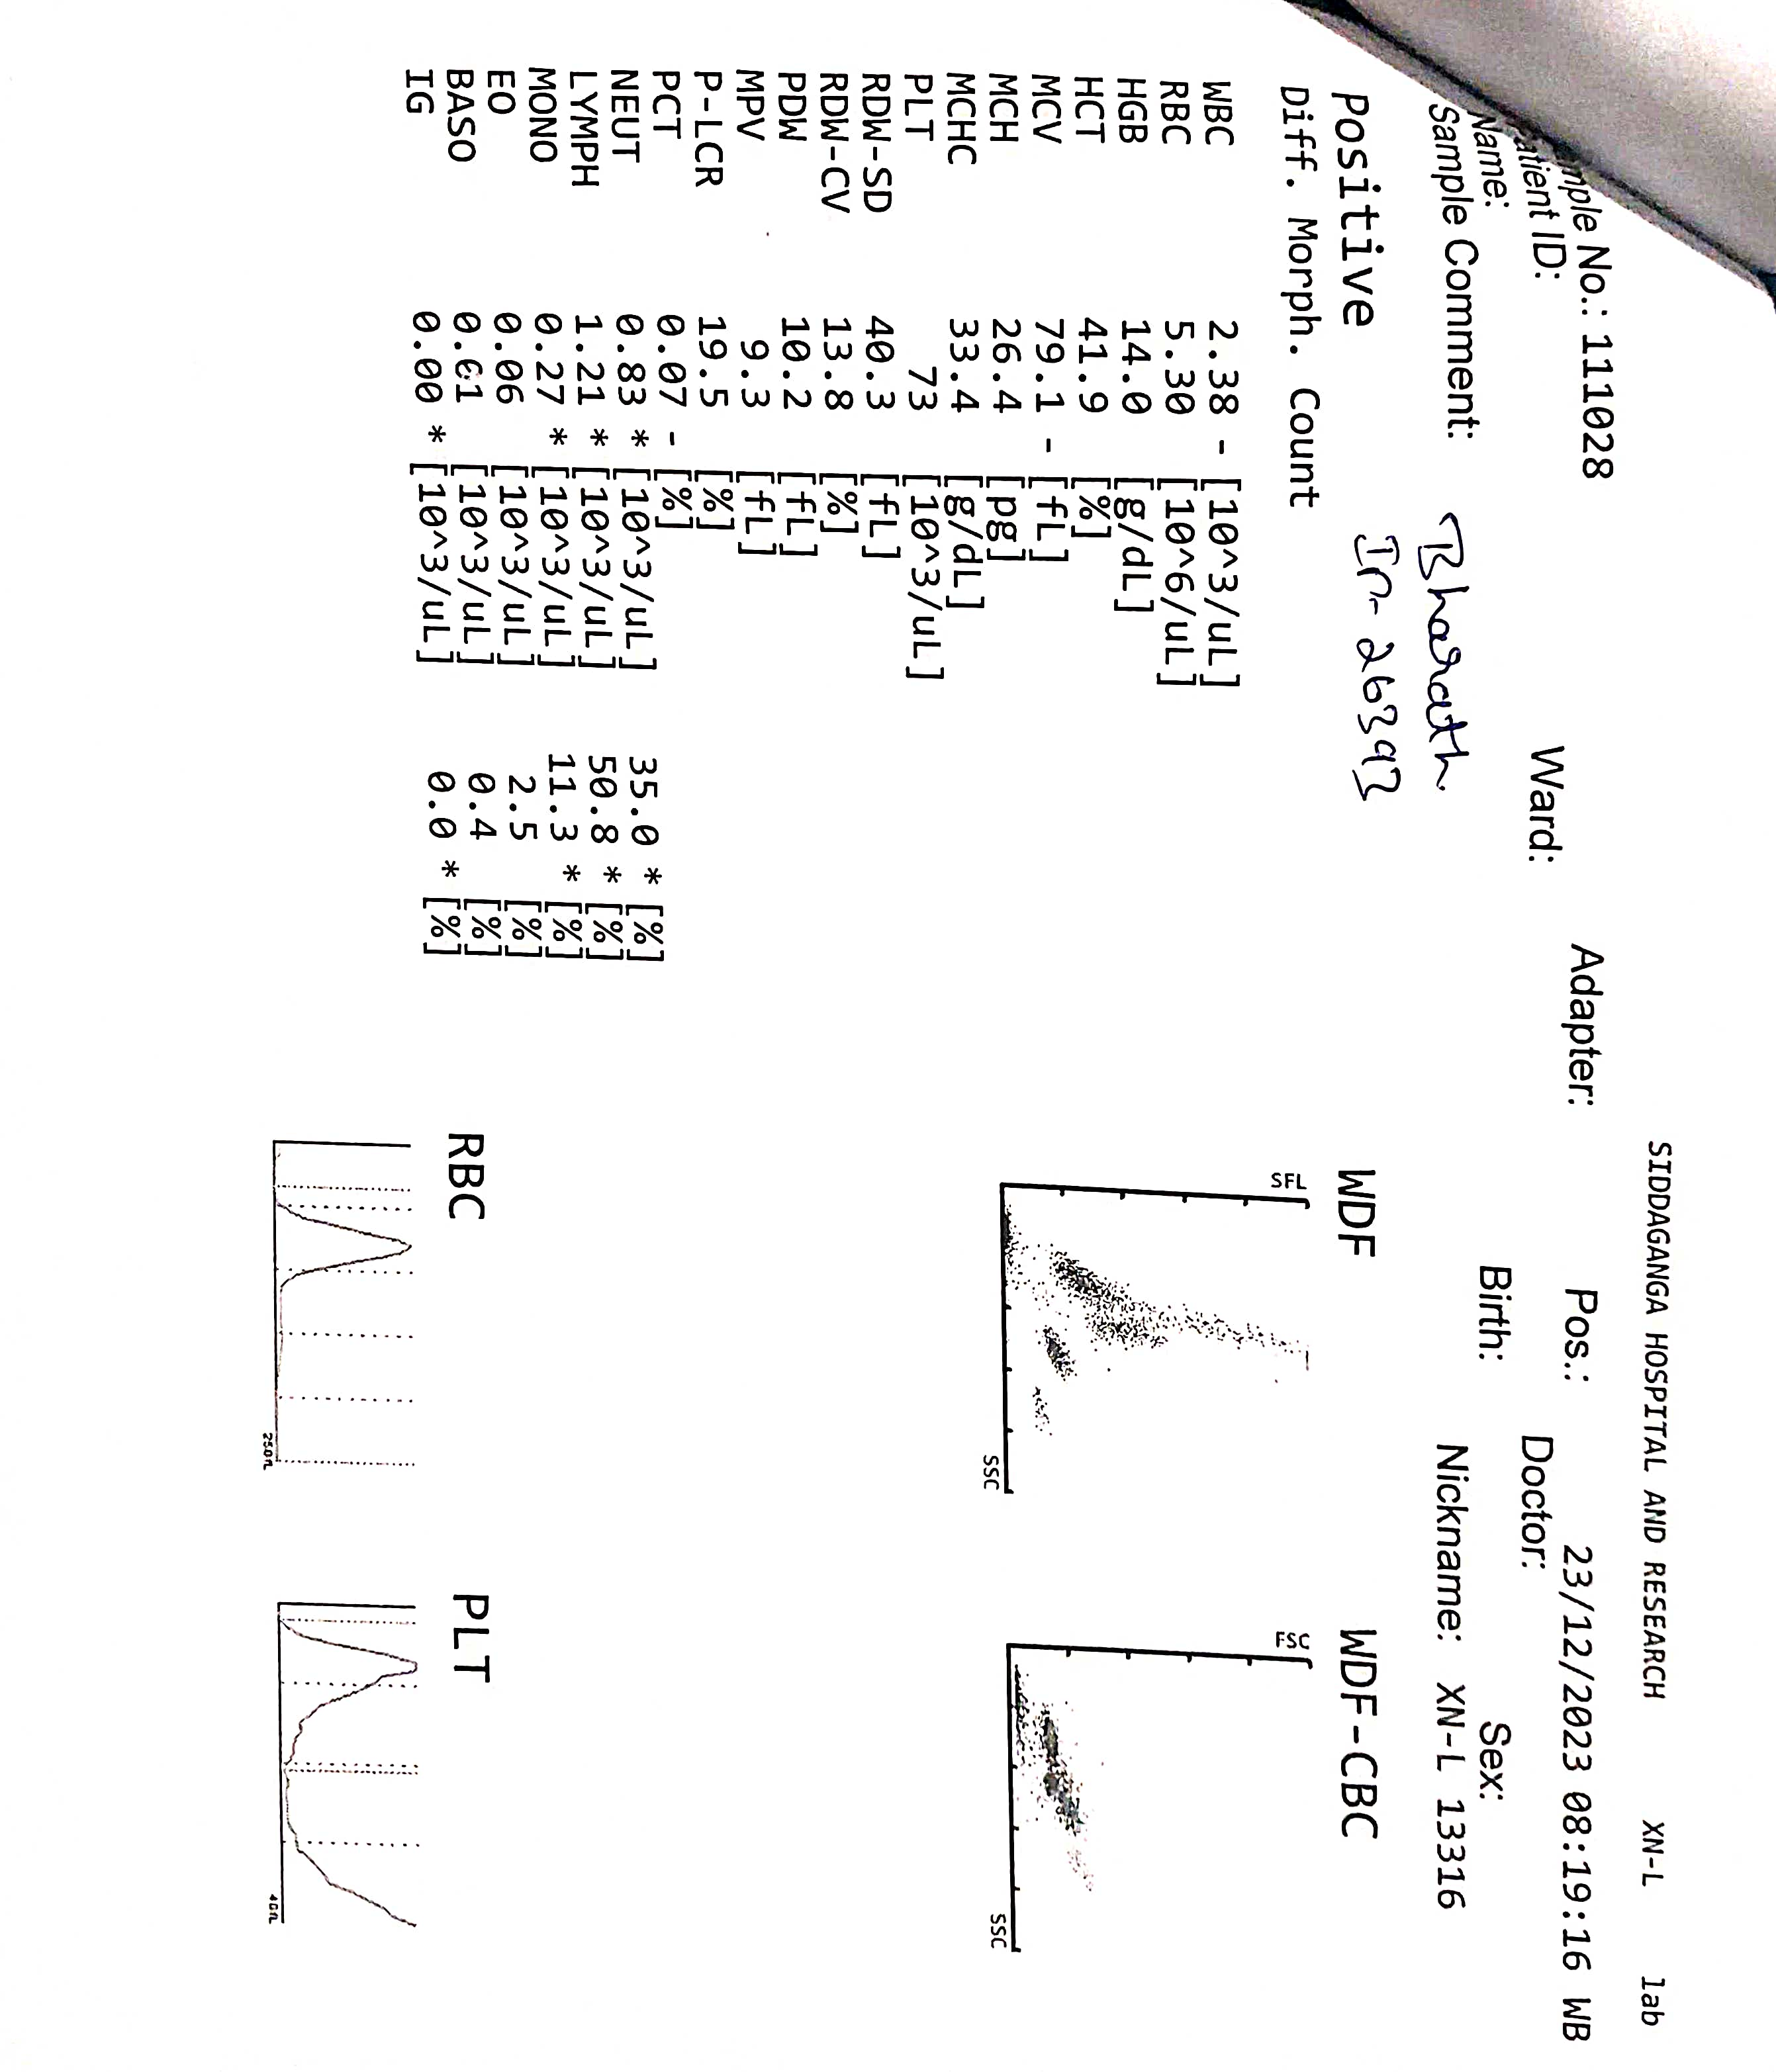 SIDDAGANGA HOSPITAL AND RESEARCH XN-L lab
mple No.: 111028 Adapter: Pos.: 23/12/2023 08:19:16 WB
atient ID: Ward: Doctor:
Name: Birth: Sex:
Sample Comment: Nickname: XN-L 13316
Bharath.
Positive
Diff. Morph. Count
WBC 2.38 - [10^3/uL]
RBC 5.30 [10^6/uL]
HGB 14.0 [g/dL]
HCT 41.9 [%]
MCV 79.1 - [fL]
MCH 26.4 [pg]
MCHC 33.4 [g/dL]
PLT 73 [10^3/uL]
RDW-SD 40.3 [fL]
RDW-CV 13.8 [%]
PDW 10.2 [fL]
MPV 9.3 [fL]
P-LCR 19.5 [%]
PCT 0.07 - [%]
NEUT 0.83 * [10^3/uL] 35.0 * [%]
LYMPH 1.21 * [10^3/uL] 50.8 * [%]
MONO 0.27 * [10^3/uL] 11.3 * [%]
EO 0.06 [10^3/uL] 2.5 [%]
BASO 0.01 [10^3/uL] 0.4 [%]
IG 0.00 * [10^3/uL] 0.0 * [%]
WDF
SFL
SSC
WDF-CBC
FSC
SSC
RBC
250fL
PLT
40fL